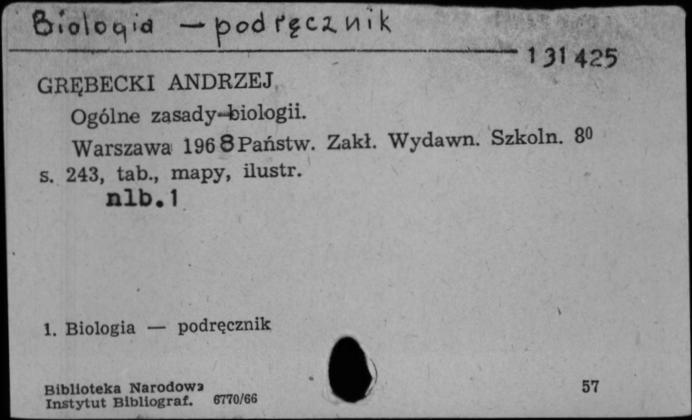 Biologia — podręcznik
131425
GRĘBECKI ANDRZEJ
Ogólne zasady biologii.
Warszawa 1968 Państw. Zakł. Wydawn. Szkoln. 8⁰
s. 243, tab., mapy, ilustr.
nlb. 1
1. Biologia — podręcznik
Biblioteka Narodowa
Instytut Bibliograf. 6770/66
57